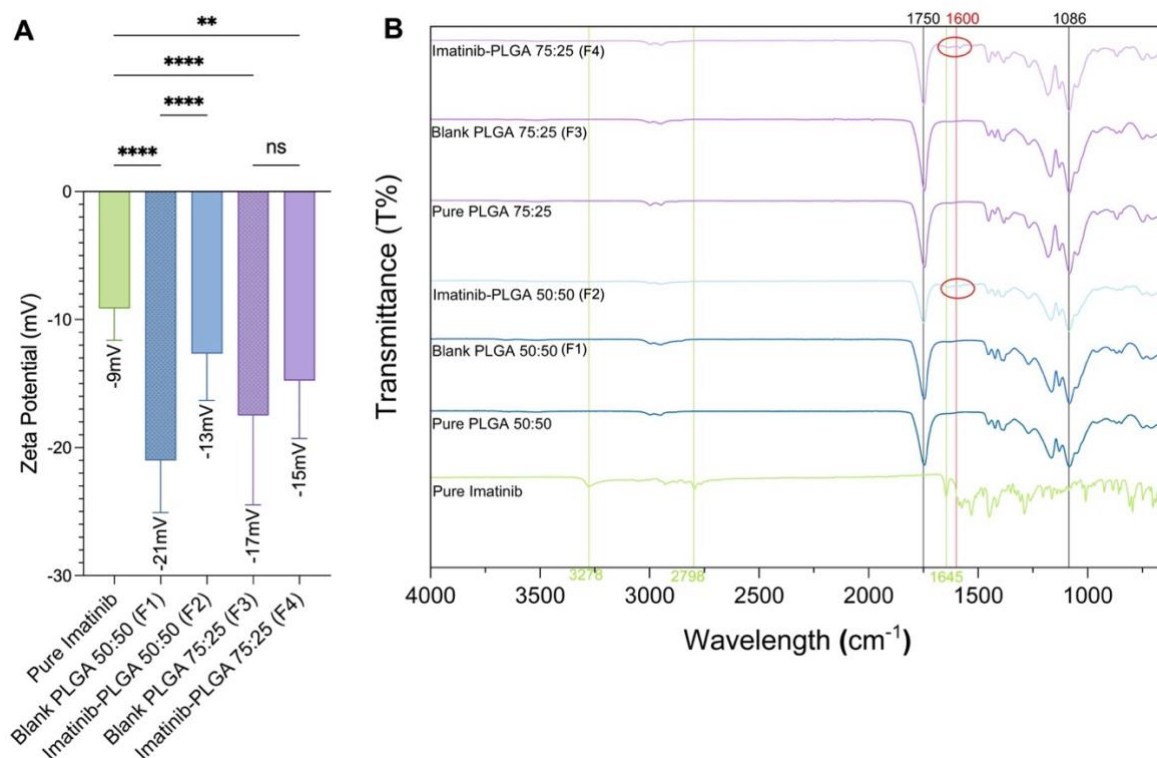 A
**
****
****
****
ns
0
-10
-20
-30
Zeta Potential (mV)
-9mV
-21mV
-13mV
-17mV
-15mV
Pure Imatinib
Blank PLGA 50:50 (F1)
Imatinib-PLGA 50:50 (F2)
Blank PLGA 75:25 (F3)
Imatinib-PLGA 75:25 (F4)
B
1750 1600 1086
Imatinib-PLGA 75:25 (F4)
Blank PLGA 75:25 (F3)
Pure PLGA 75:25
Imatinib-PLGA 50:50 (F2)
Blank PLGA 50:50 (F1)
Pure PLGA 50:50
Pure Imatinib
Transmittance (T%)
3278 2798 1645
4000 3500 3000 2500 2000 1500 1000
Wavelength (cm⁻¹)